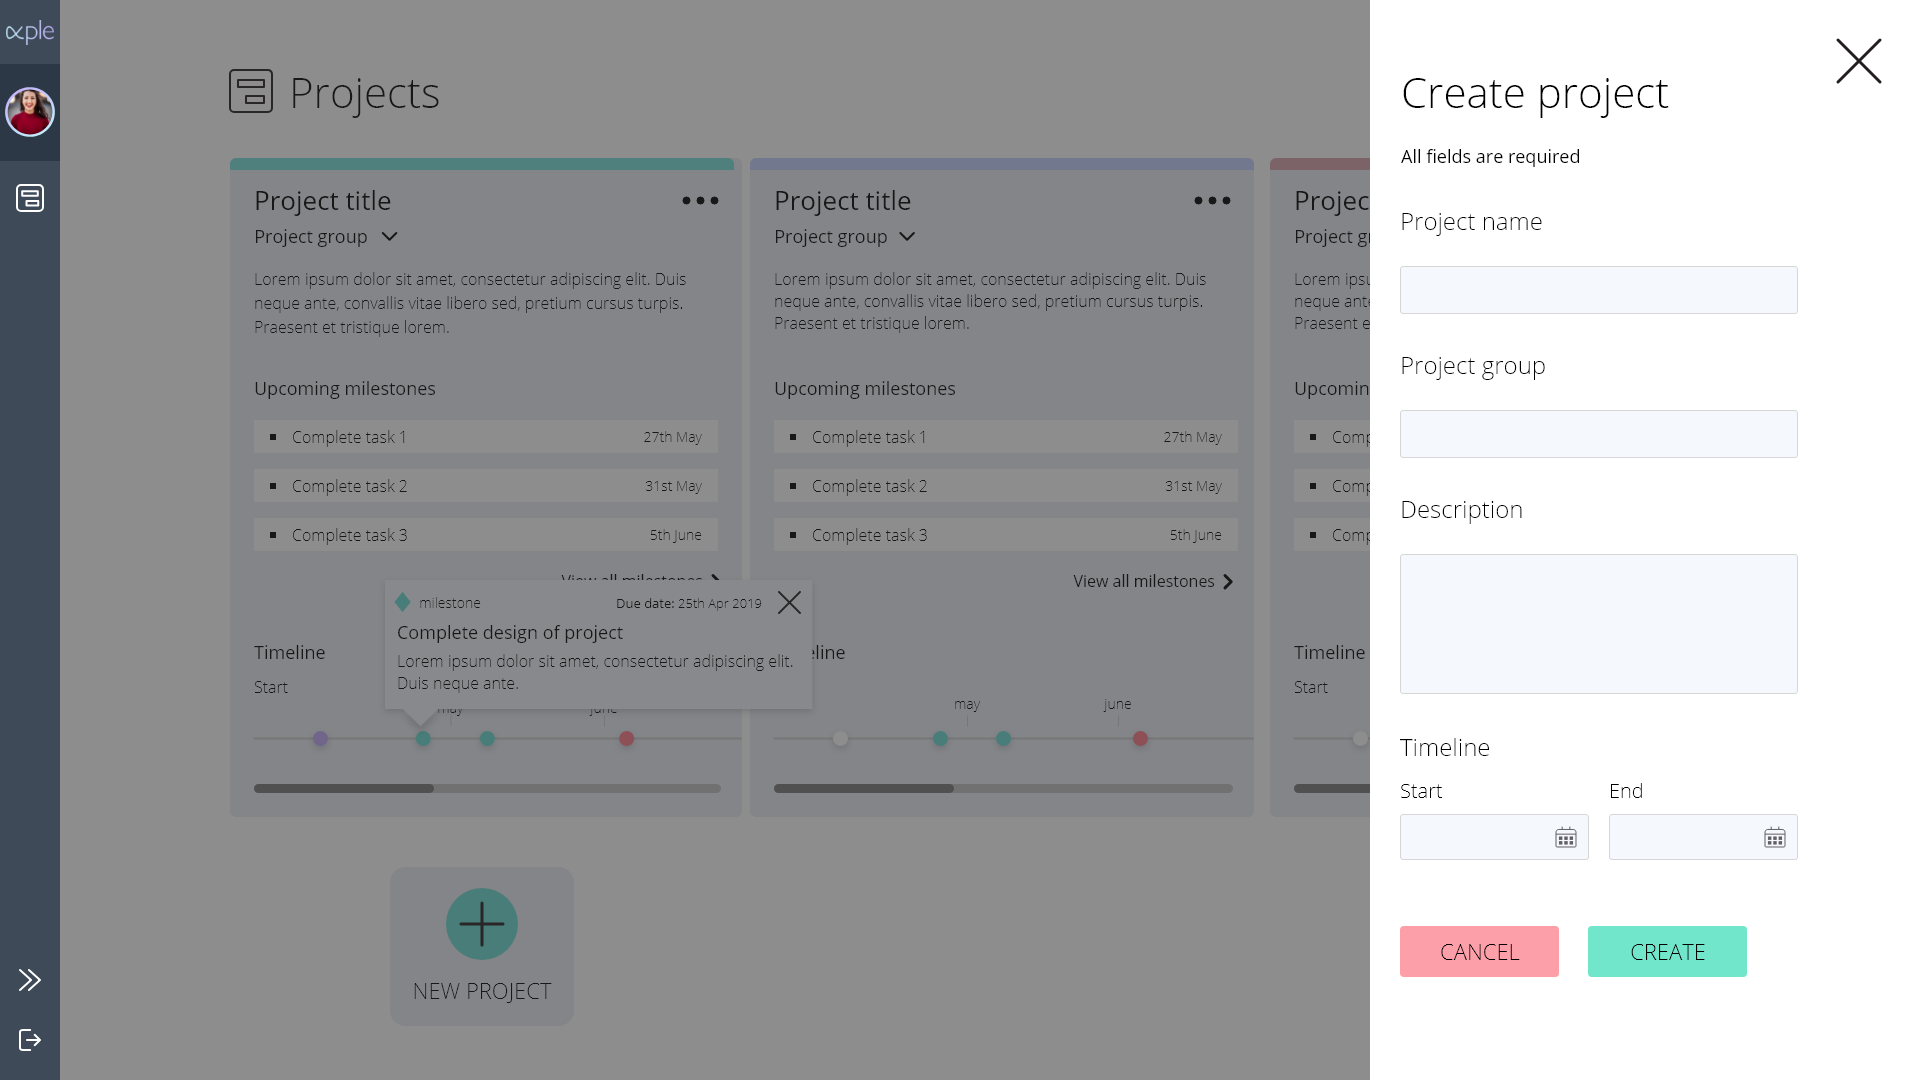 αple
Projects
Project title
Project group
Lorem ipsum dolor sit amet, consectetur adipiscing elit. Duis
neque ante, convallis vitae libero sed, pretium cursus turpis.
Praesent et tristique lorem.
Upcoming milestones
Complete task 1 27th May
Complete task 2 31st May
Complete task 3 5th June
View all milestones
milestone Due date: 25th Apr 2019
Complete design of project
Lorem ipsum dolor sit amet, consectetur adipiscing elit.
Duis neque ante.
Timeline
Start
may june
Project title
Project group
Lorem ipsum dolor sit amet, consectetur adipiscing elit. Duis
neque ante, convallis vitae libero sed, pretium cursus turpis.
Praesent et tristique lorem.
Upcoming milestones
Complete task 1 27th May
Complete task 2 31st May
Complete task 3 5th June
View all milestones
eline
may june
Projec
Project g
Lorem ipsu
neque ante
Praesent e
Upcomin
Comp
Comp
Comp
Timeline
Start
NEW PROJECT
Create project
All fields are required
Project name
Project group
Description
Timeline
Start End
CANCEL CREATE